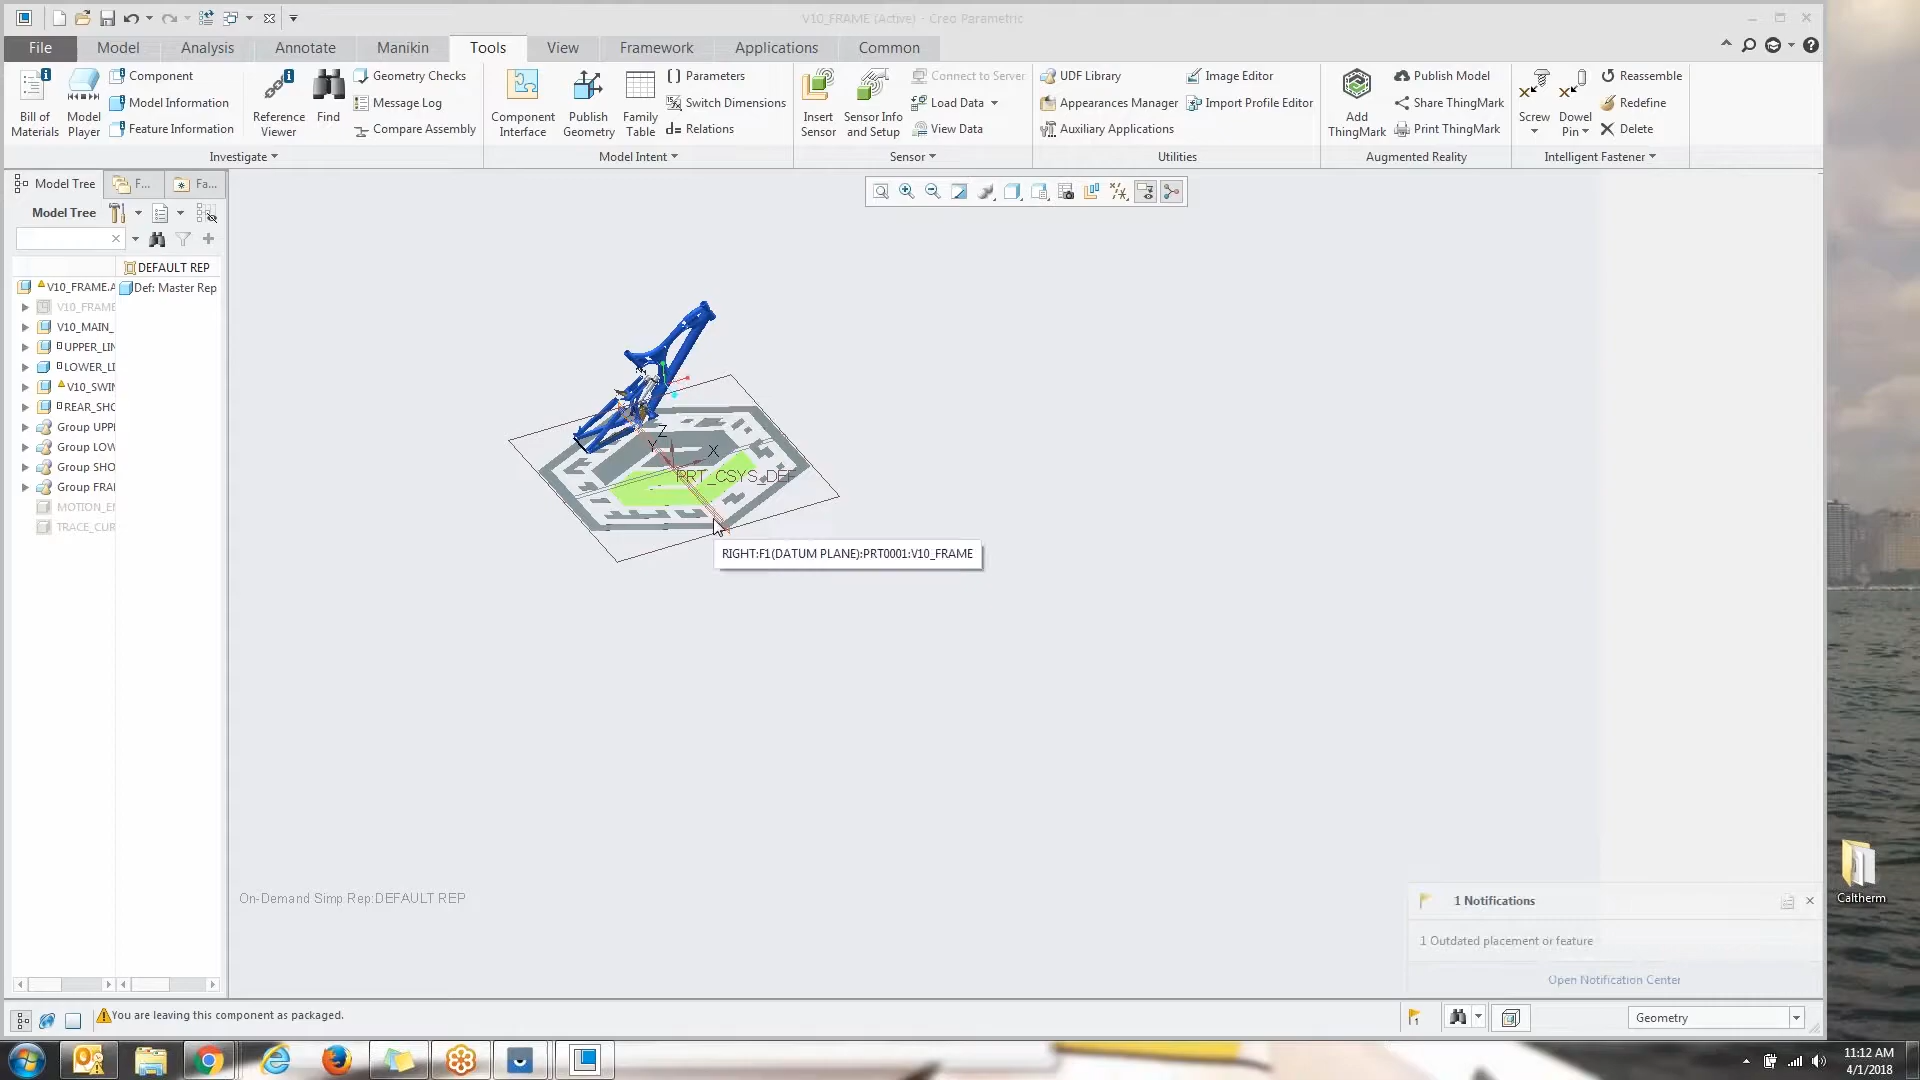 V10_FRAME (Active) - Creo Parametric
File
Model
Analysis
Annotate
Manikin
Tools
View
Framework
Applications
Common
Bill of
Materials
Model
Player
Component
Model Information
Feature Information
Reference
Viewer
Find
Geometry Checks
Message Log
Compare Assembly
Investigate
Component
Interface
Publish
Geometry
Family
Table
Parameters
Switch Dimensions
Relations
Model Intent
Insert
Sensor
Sensor Info
and Setup
Connect to Server
Load Data
View Data
Sensor
UDF Library
Appearances Manager
Auxiliary Applications
Image Editor
Import Profile Editor
Utilities
Add
ThingMark
Publish Model
Share ThingMark
Print ThingMark
Augmented Reality
Screw
Dowel
Pin
Reassemble
Redefine
Delete
Intelligent Fastener
Model Tree
F...
Fa...
Model Tree
DEFAULT REP
V10_FRAME.A
Def: Master Rep
V10_FRAME
V10_MAIN_
UPPER_LIN
LOWER_LI
V10_SWIN
REAR_SHO
Group UPP
Group LOW
Group SHO
Group FRA
MOTION_EN
TRACE_CUR
Z
Y
X
PRT_CSYS_DEF
RIGHT:F1(DATUM PLANE):PRT0001:V10_FRAME
On-Demand Simp Rep:DEFAULT REP
1 Notifications
1 Outdated placement or feature
Open Notification Center
Caltherm
You are leaving this component as packaged.
1
Geometry
11:12 AM
4/1/2018